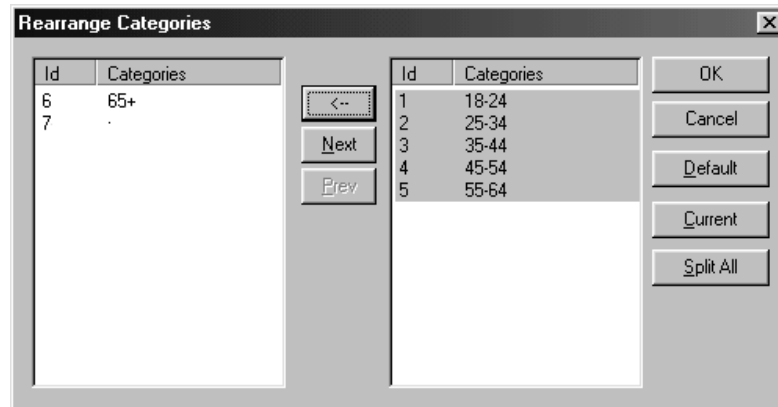 Rearrange Categories
Id Categories
6 65+
7 .
<--
Next
Prev
Id Categories
1 18-24
2 25-34
3 35-44
4 45-54
5 55-64
OK
Cancel
Default
Current
Split All